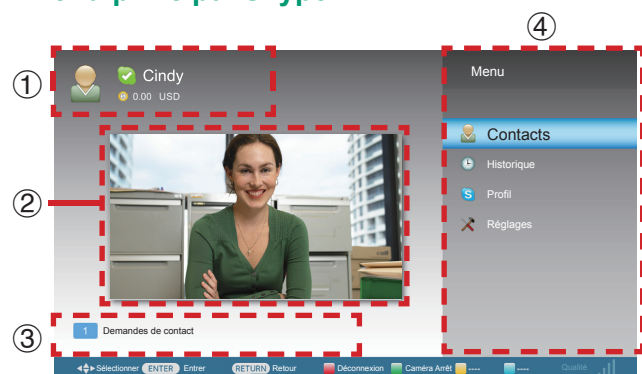 ①
Cindy
0.00 USD
②
③
1 Demandes de contact
④
Menu
Contacts
Historique
S Profil
Réglages
Sélectionner ENTER Entrer RETURN Retour Déconnexion Caméra Arrêt ---- ---- Qualité